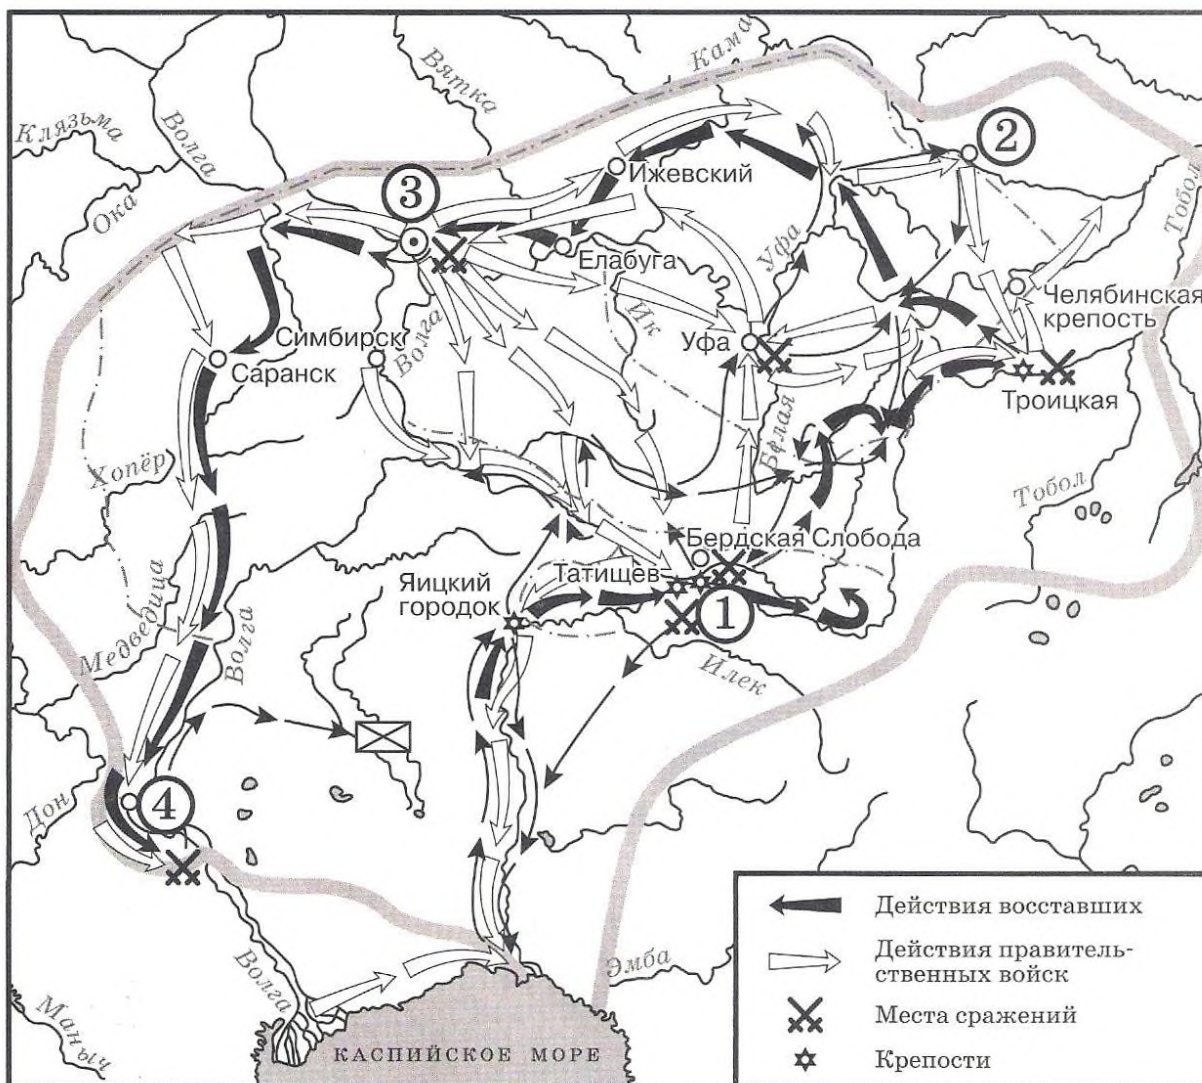 Кама
Вятка
Волга
Клязьма
2
Тобол
Ижевский
3
Ока
Уфа
Елабуга
Челябинская
крепость
Волга
Ик
Симбирск
Уфа
Саранск
Троицкая
Белая
Хопёр
Тобол
Бердская Слобода
Татищев
Яицкий
городок
1
Медведица
Волга
Илек
Дон
4
Волга
Эмба
Маныч
КАСПИЙСКОЕ МОРЕ
Действия восставших
Действия правитель-
ственных войск
Места сражений
Крепости